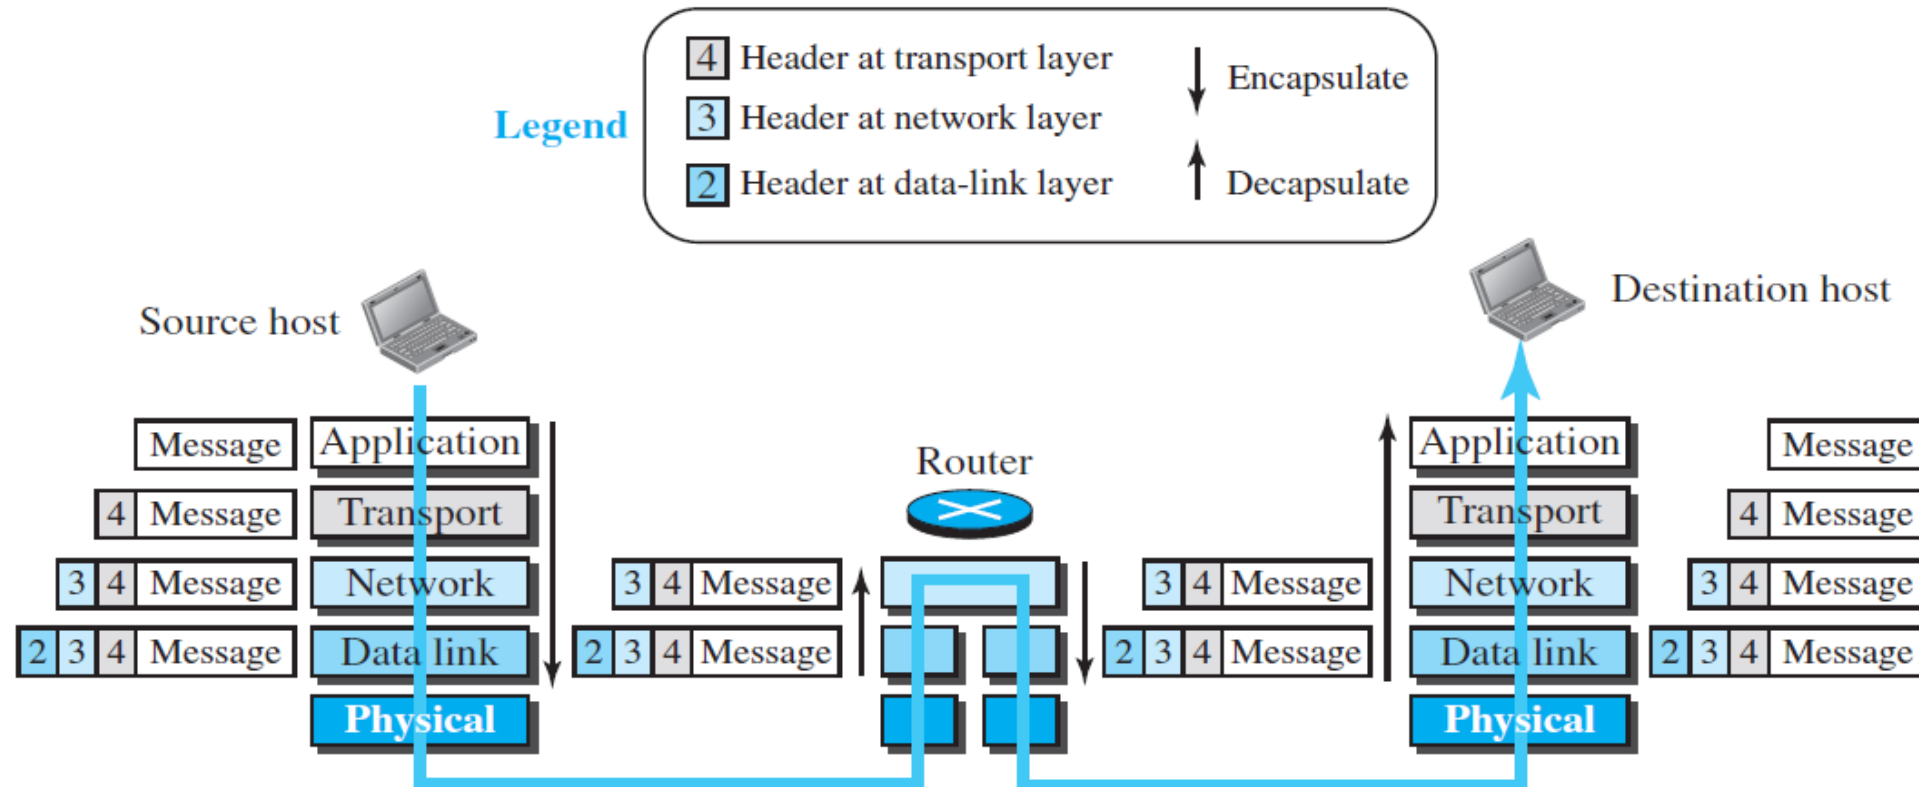 Legend
4 Header at transport layer
3 Header at network layer
2 Header at data-link layer
Encapsulate
Decapsulate
Source host
Destination host
Message Application
4 Message Transport
3 4 Message Network
2 3 4 Message Data link
Physical
Router
3 4 Message
2 3 4 Message
3 4 Message
2 3 4 Message
Application Message
Transport 4 Message
Network 3 4 Message
Data link 2 3 4 Message
Physical